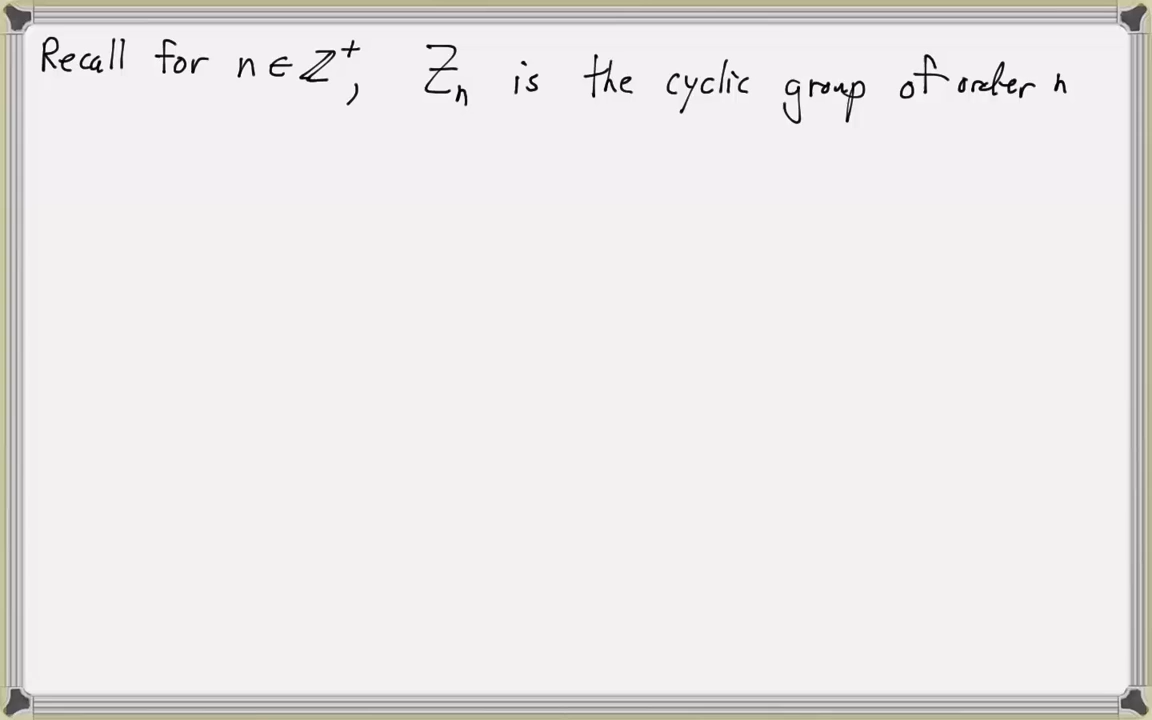 Recall for n ∈ ℤ⁺, Zₙ is the cyclic group of order n